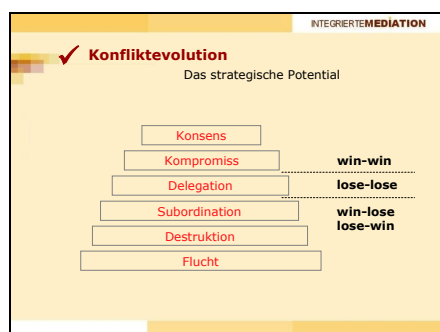 INTEGRIERTEMEDIATION
Konfliktevolution
Das strategische Potential
Konsens
Kompromiss
win-win
Delegation
lose-lose
Subordination
win-lose
lose-win
Destruktion
Flucht